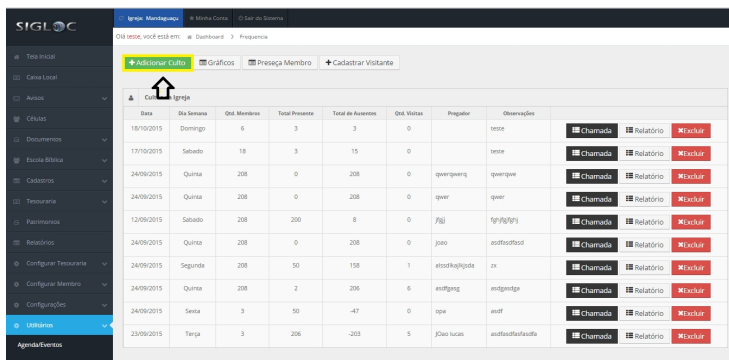 SIGLOC
Igreja: Mandaguaçu Minha Conta Sair do Sistema
Olá teste, você está em: Dashboard > Frequencia
Tela Inicial
Caixa Local
Avisos
Células
Documentos
Escola Bíblica
Cadastros
Tesouraria
Patrimonios
Relatórios
Configurar Tesouraria
Configurar Membro
Configurações
Utilitários
Agenda/Eventos
Adicionar Culto Gráficos Preseça Membro Cadastrar Visitante
Igreja
Data Dia Semana Qtd. Membros Total Presente Total de Ausentes Qtd. Visitas Pregador Observações
18/10/2015 Domingo 6 3 3 0 teste Chamada Relatório Excluir
17/10/2015 Sabado 18 3 15 0 teste Chamada Relatório Excluir
24/09/2015 Quinta 208 0 208 0 qwerqwerq qwerqwe Chamada Relatório Excluir
24/09/2015 Quinta 208 0 208 0 qwer qwer Chamada Relatório Excluir
12/09/2015 Sabado 208 200 8 0 Chamada Relatório Excluir
24/09/2015 Quinta 208 0 208 0 joao asdfasdfasd Chamada Relatório Excluir
24/09/2015 Segunda 208 50 158 1 zx Chamada Relatório Excluir
24/09/2015 Quinta 208 2 206 6 asdfgasg asdgasdga Chamada Relatório Excluir
24/09/2015 Sexta 3 50 -47 0 opa asdf Chamada Relatório Excluir
23/09/2015 Terça 3 206 -203 5 JOao lucas asdfasdfasfasdfa Chamada Relatório Excluir